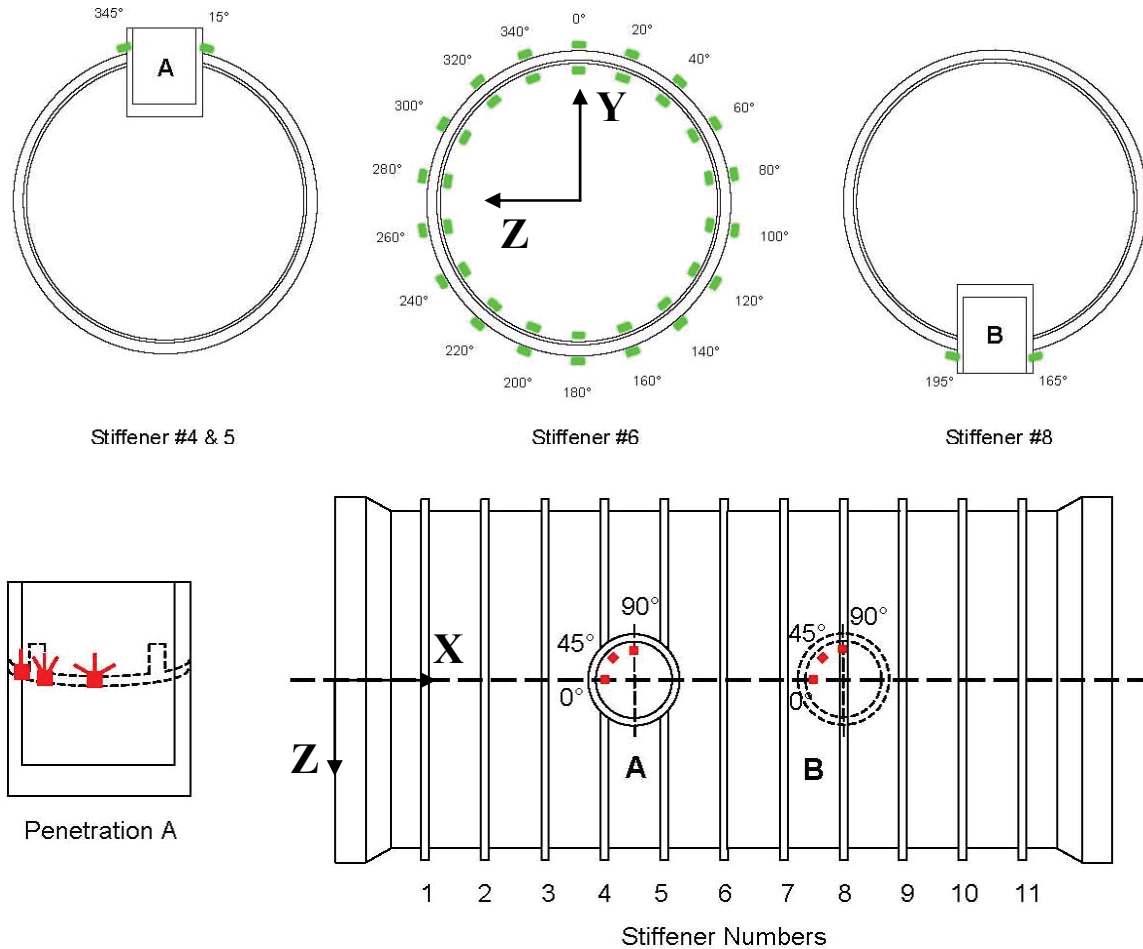 345° 15°
A
Stiffener #4 & 5
0°
340° 20°
320° 40°
300° 60°
280° 80°
260° 100°
240° 120°
220° 140°
200° 160°
180°
Y
Z
Stiffener #6
B
195° 165°
Stiffener #8
Penetration A
X
Z
90°
45°
0°
A
90°
45°
0°
B
1 2 3 4 5 6 7 8 9 10 11
Stiffener Numbers